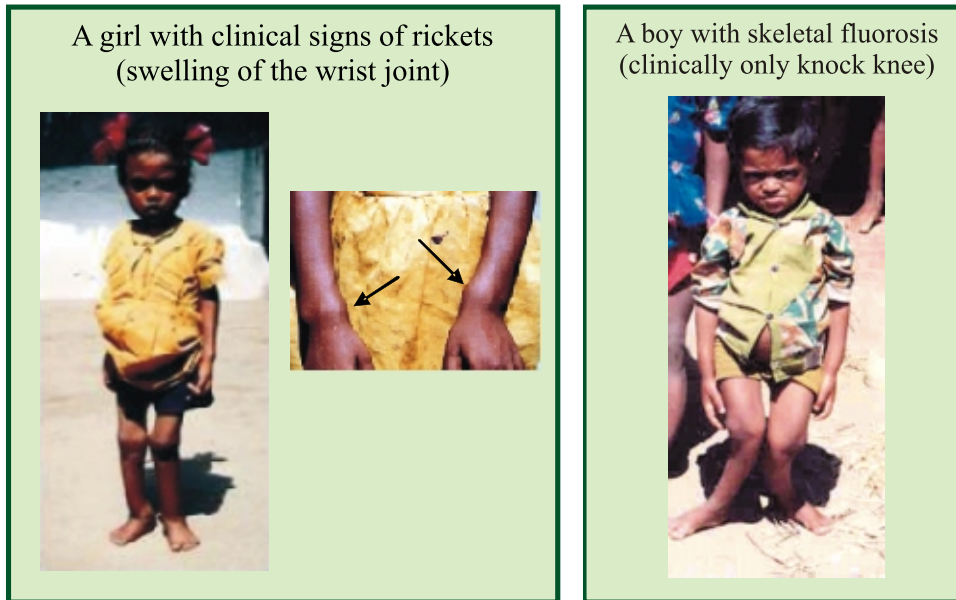 A girl with clinical signs of rickets
(swelling of the wrist joint)
A boy with skeletal fluorosis
(clinically only knock knee)